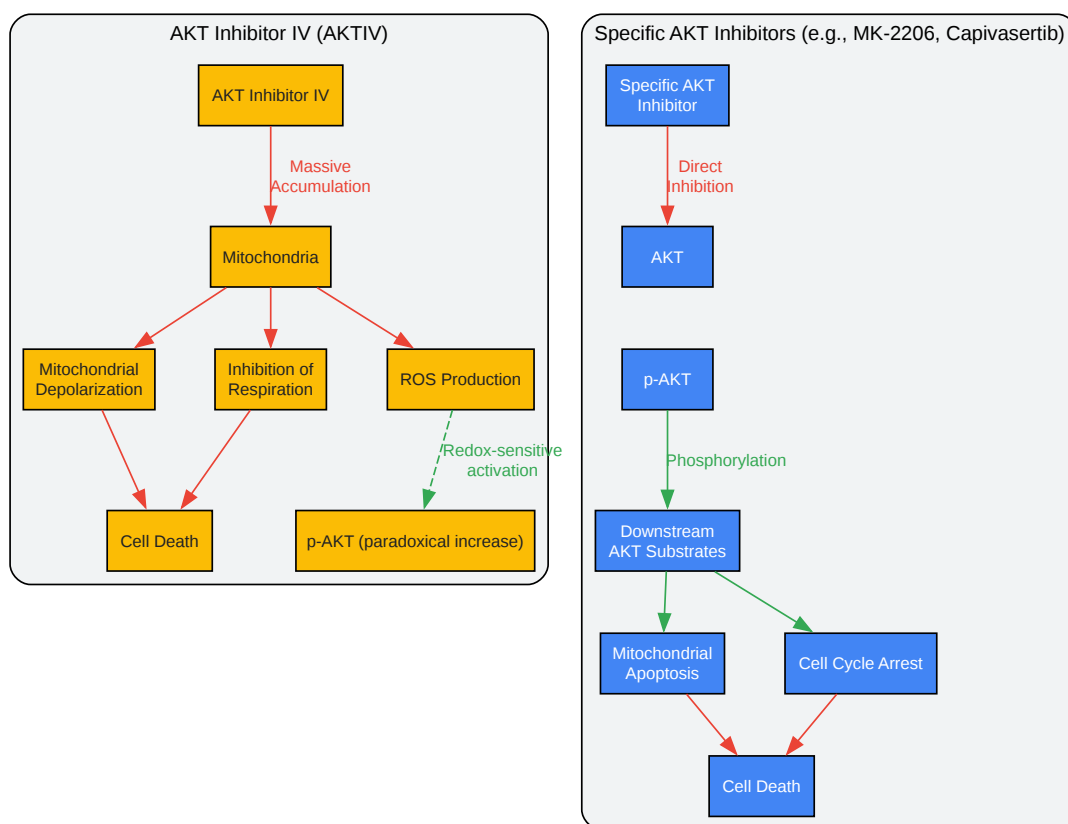 AKT Inhibitor IV (AKTIV)
AKT Inhibitor IV
Massive
Accumulation
Mitochondria
Mitochondrial
Depolarization
Inhibition of
Respiration
ROS Production
Redox-sensitive
activation
Cell Death
p-AKT (paradoxical increase)
Specific AKT Inhibitors (e.g., MK-2206, Capivasertib)
Specific AKT
Inhibitor
Direct
Inhibition
AKT
p-AKT
Phosphorylation
Downstream
AKT Substrates
Mitochondrial
Apoptosis
Cell Cycle Arrest
Cell Death